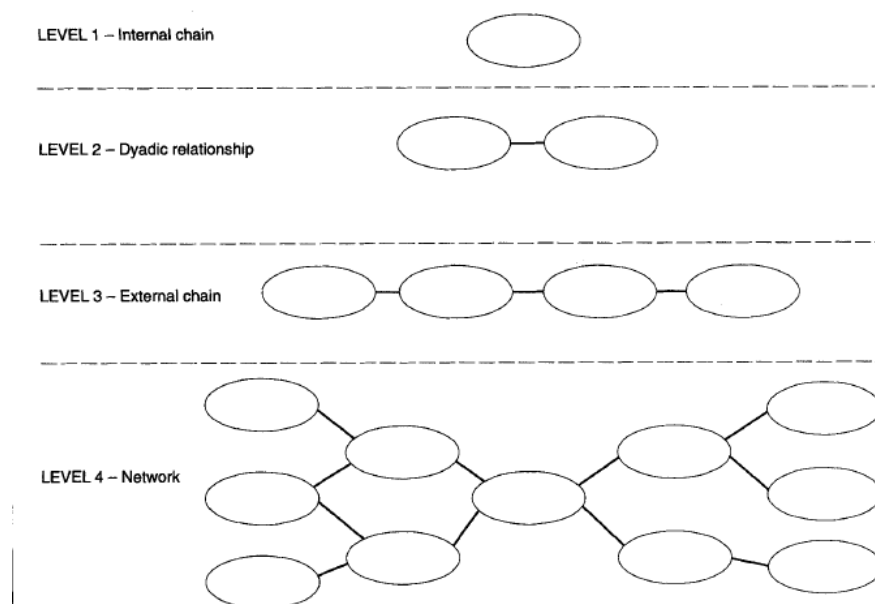 LEVEL 1 – Internal chain
LEVEL 2 – Dyadic relationship
LEVEL 3 – External chain
LEVEL 4 – Network